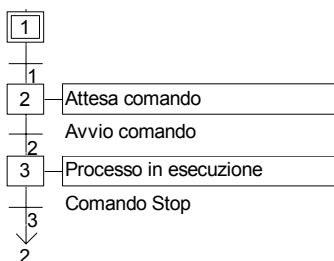 1
1
2 Attesa comando
Avvio comando
2
3 Processo in esecuzione
Comando Stop
3
2